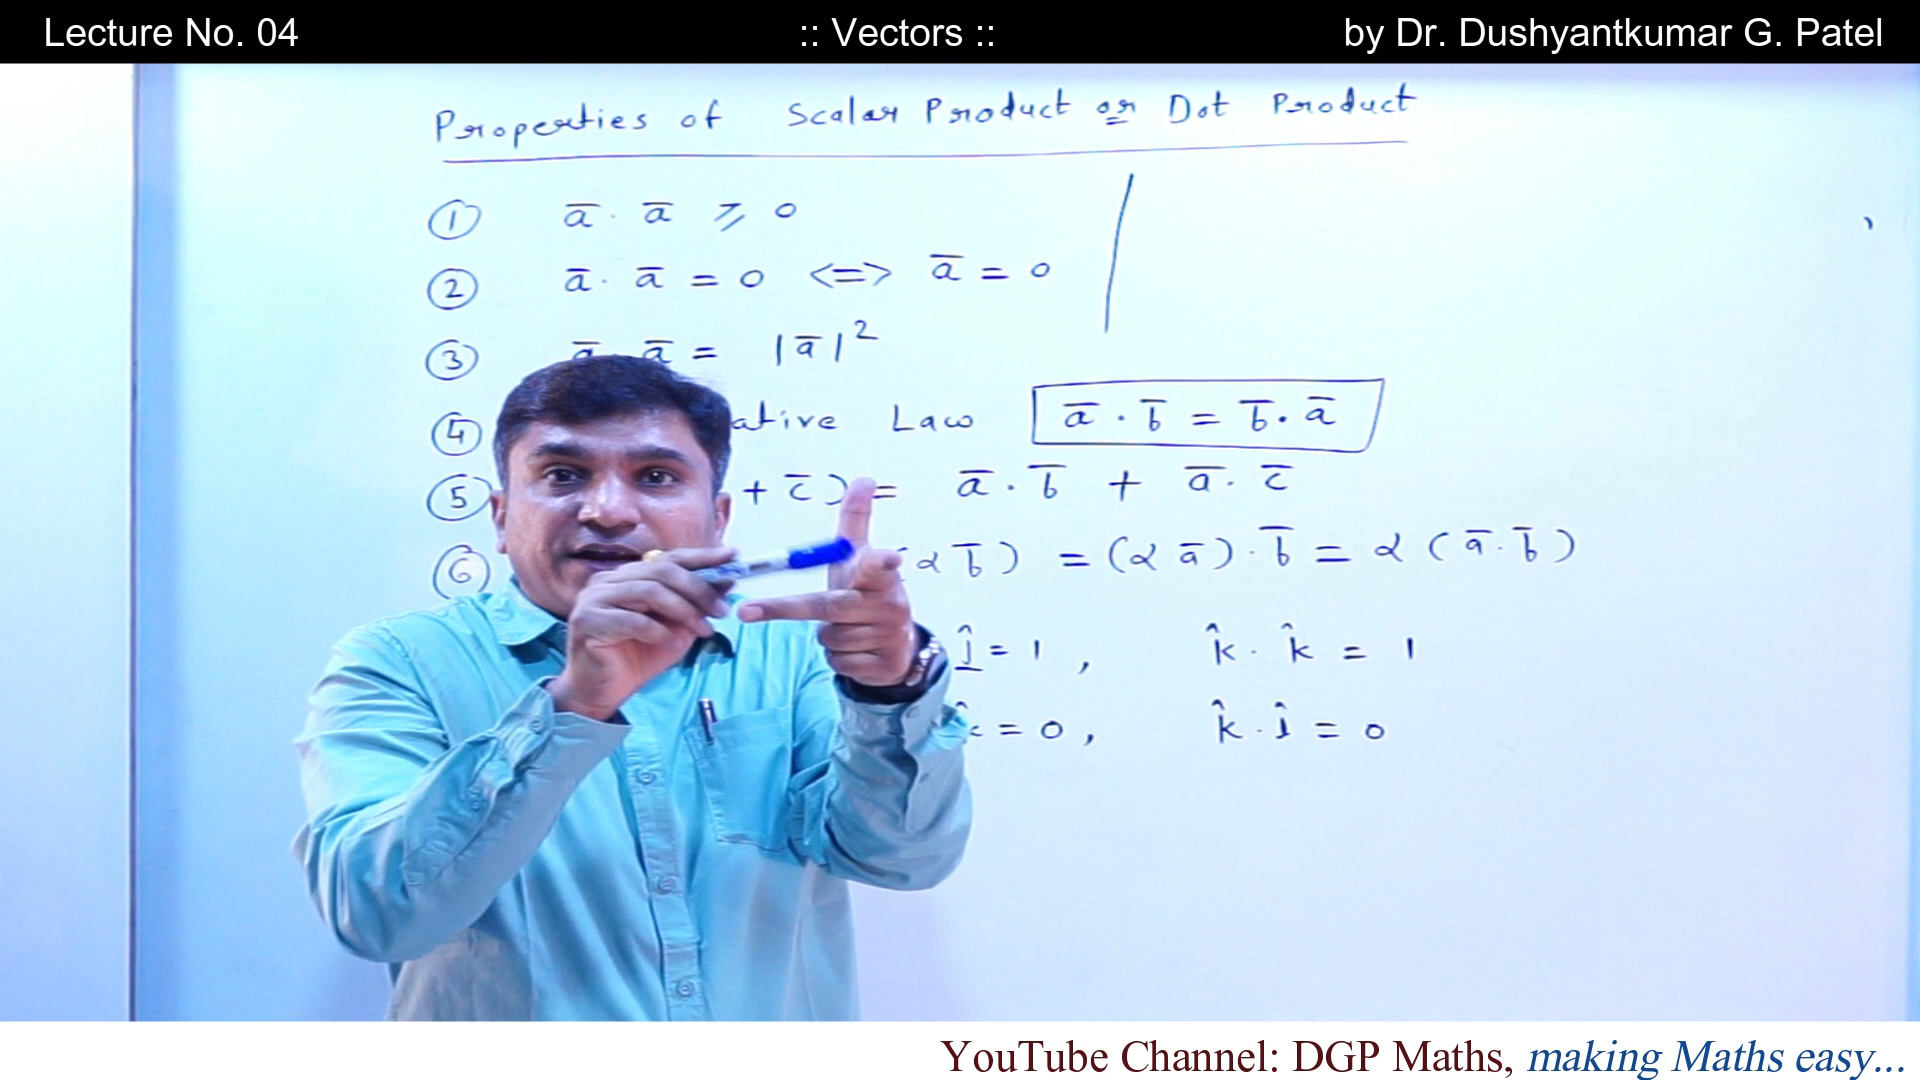 Lecture No. 04 :: Vectors :: by Dr. Dushyantkumar G. Patel
Properties of Scalar Product or Dot Product
① a̅ · a̅ ⩾ 0
② a̅ · a̅ = 0 <=> a̅ = 0
③ a̅ a̅ = |a̅|²
④ ative Law a̅ · b̅ = b̅ · a̅
⑤ + c̅) = a̅ · b̅ + a̅ · c̅
⑥ (α b̅) = (α a̅) · b̅ = α (a̅ · b̅)
ĵ = 1 , k̂ · k̂ = 1
= 0 , k̂ · î = 0
YouTube Channel: DGP Maths, making Maths easy...